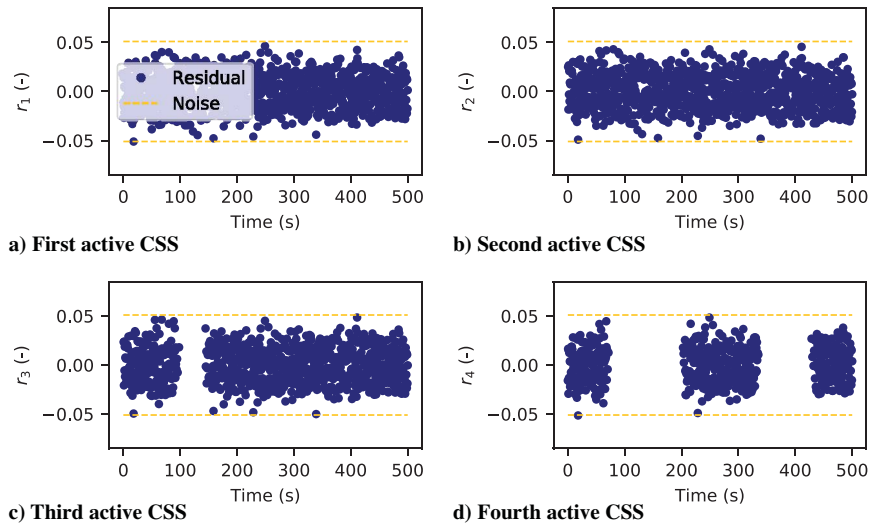 0.05
0.00
−0.05
r1 (-)
Residual
Noise
0 100 200 300 400 500
Time (s)
a) First active CSS
0.05
0.00
−0.05
r2 (-)
0 100 200 300 400 500
Time (s)
b) Second active CSS
0.05
0.00
−0.05
r3 (-)
0 100 200 300 400 500
Time (s)
c) Third active CSS
0.05
0.00
−0.05
r4 (-)
0 100 200 300 400 500
Time (s)
d) Fourth active CSS